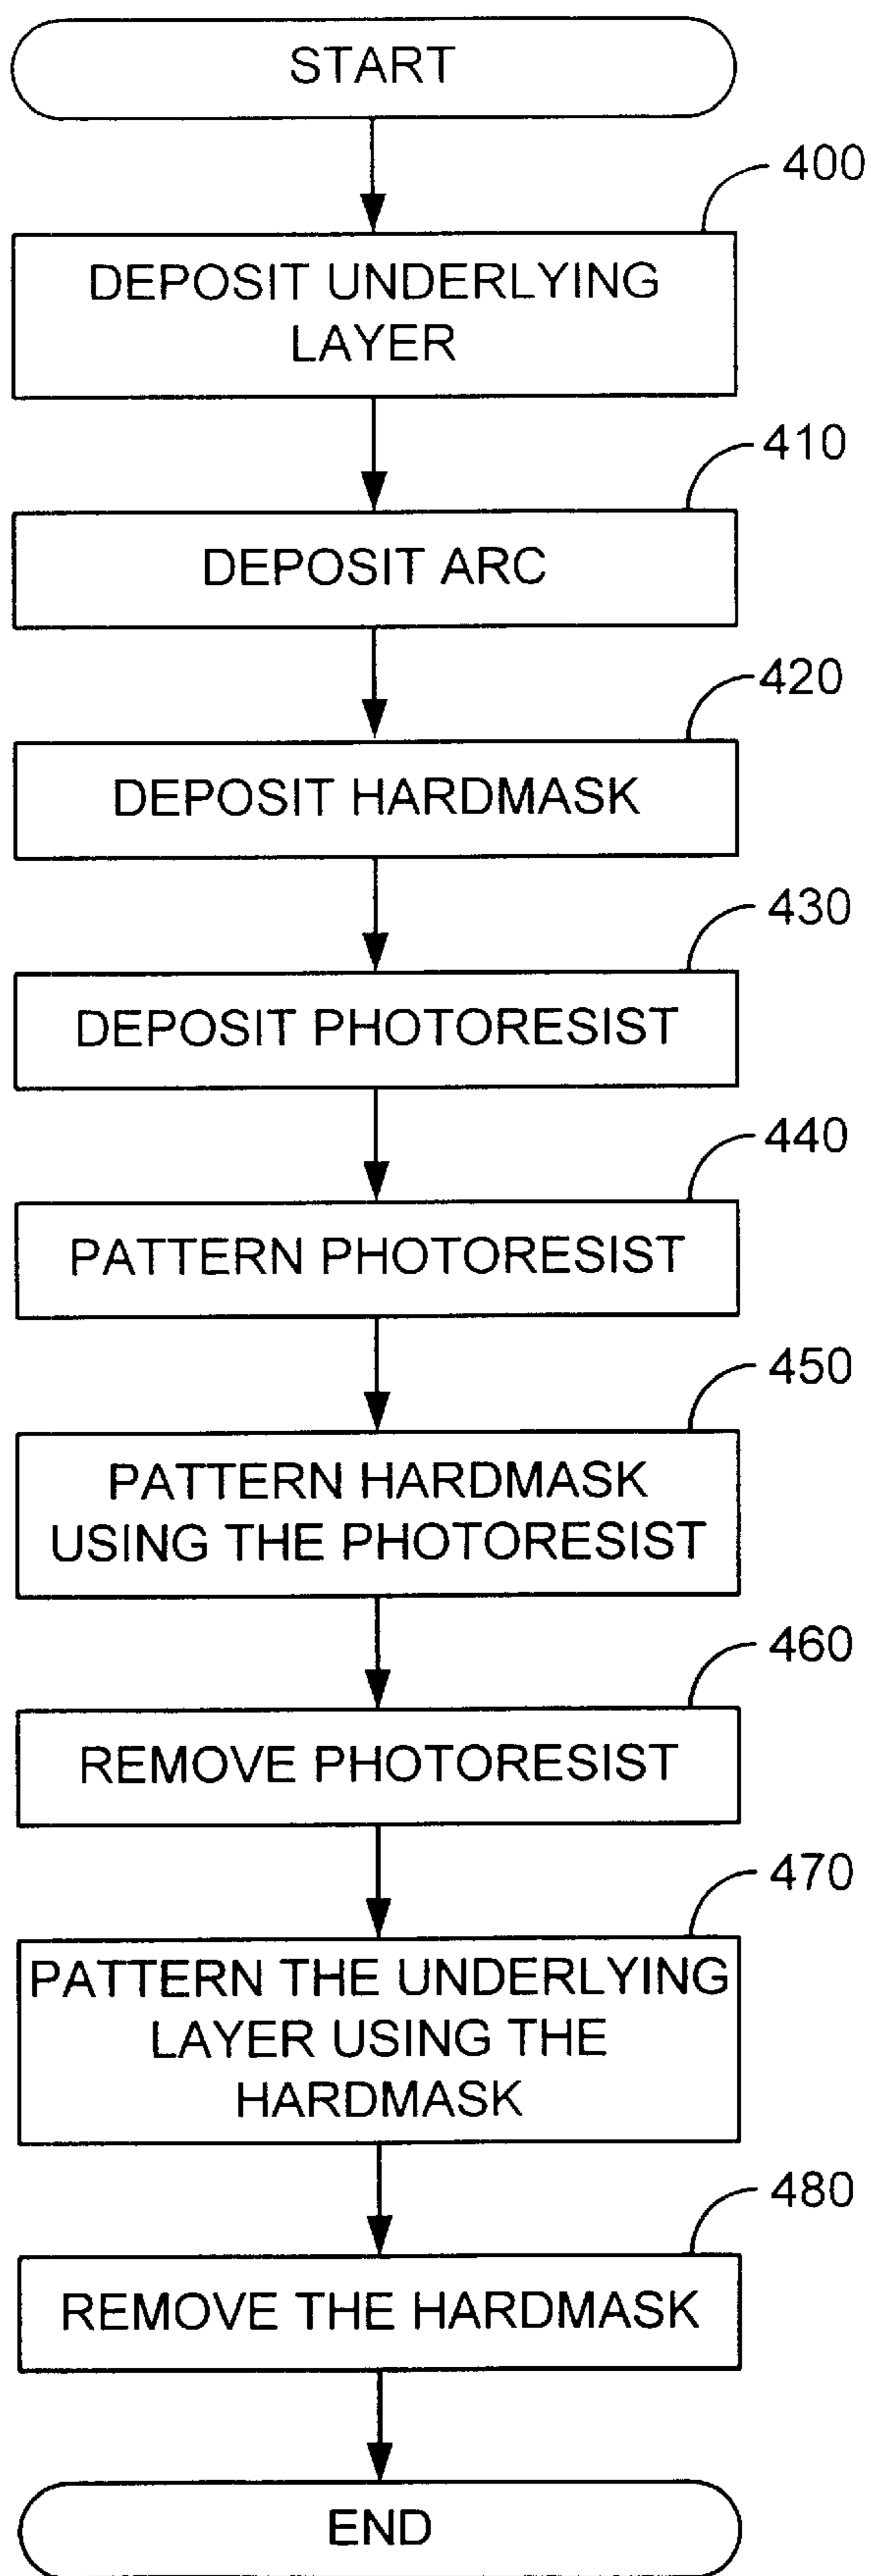 START
400
DEPOSIT UNDERLYING
LAYER
410
DEPOSIT ARC
420
DEPOSIT HARDMASK
430
DEPOSIT PHOTORESIST
440
PATTERN PHOTORESIST
450
PATTERN HARDMASK
USING THE PHOTORESIST
460
REMOVE PHOTORESIST
470
PATTERN THE UNDERLYING
LAYER USING THE
HARDMASK
480
REMOVE THE HARDMASK
END